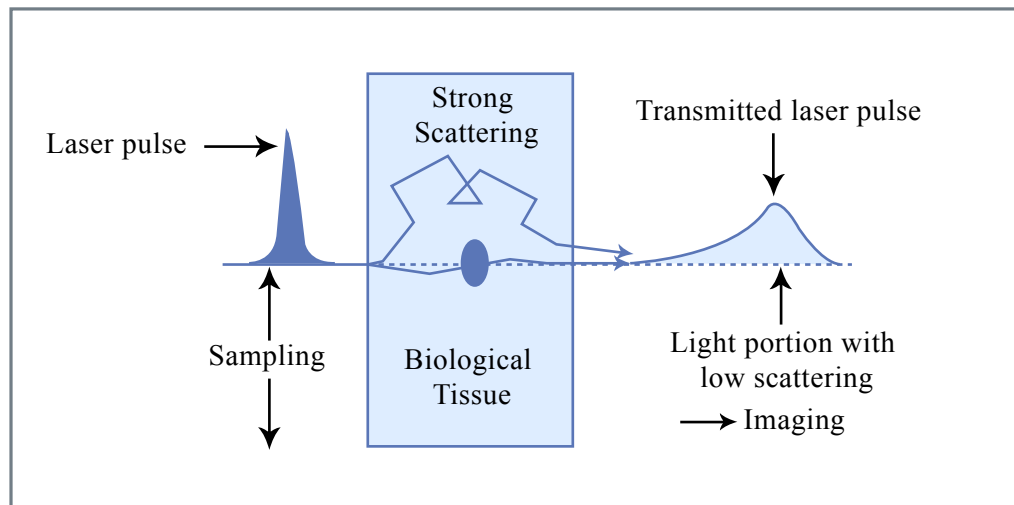 Strong
Scattering
Transmitted laser pulse
Laser pulse
Sampling
Biological
Tissue
Light portion with
low scattering
Imaging